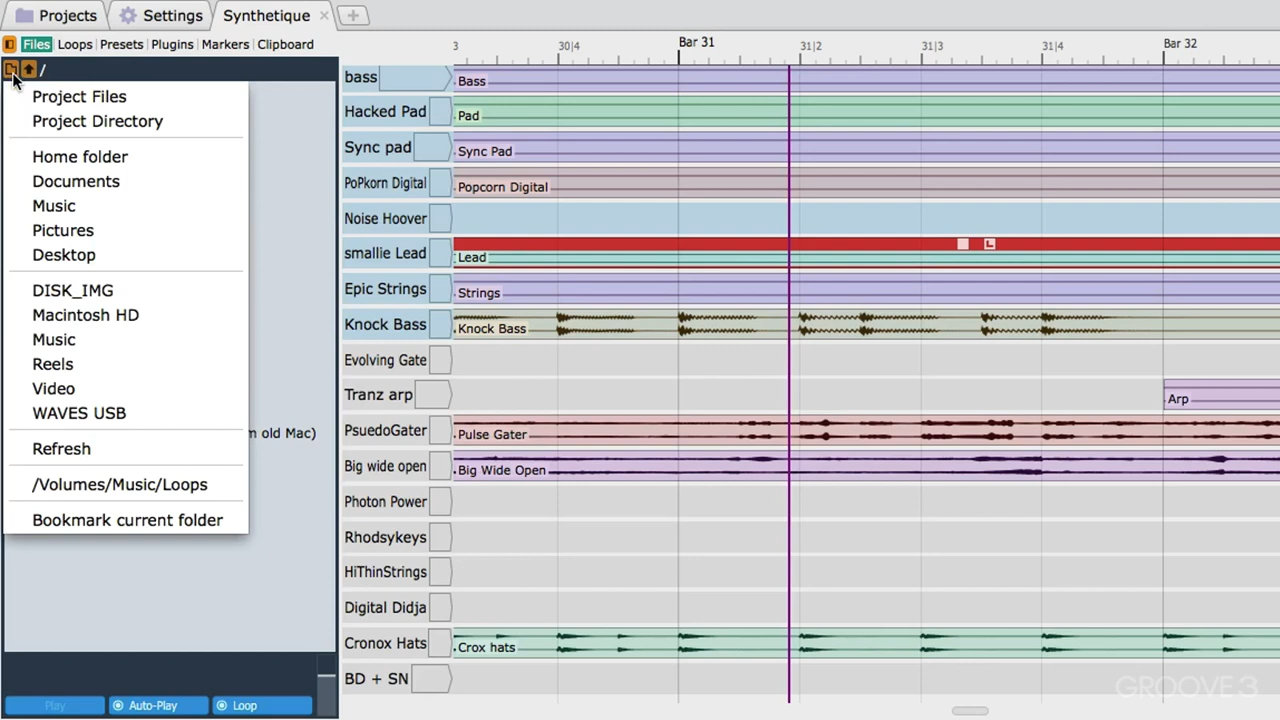 Projects
Settings
Synthetique
Files
Loops
Presets
Plugins
Markers
Clipboard
/
Project Files
Project Directory
Home folder
Documents
Music
Pictures
Desktop
DISK_IMG
Macintosh HD
Music
Reels
Video
WAVES USB
m old Mac)
Refresh
/Volumes/Music/Loops
Bookmark current folder
Play
Auto-Play
Loop
3
30|4
Bar 31
31|2
31|3
31|4
Bar 32
bass
Bass
Hacked Pad
Pad
Sync pad
Sync Pad
PoPkorn Digital
Popcorn Digital
Noise Hoover
smallie Lead
L
Lead
Epic Strings
Strings
Knock Bass
Knock Bass
Evolving Gate
Tranz arp
Arp
PsuedoGater
Pulse Gater
Big wide open
Big Wide Open
Photon Power
Rhodsykeys
HiThinStrings
Digital Didja
Cronox Hats
Crox hats
BD + SN
GROOVE3